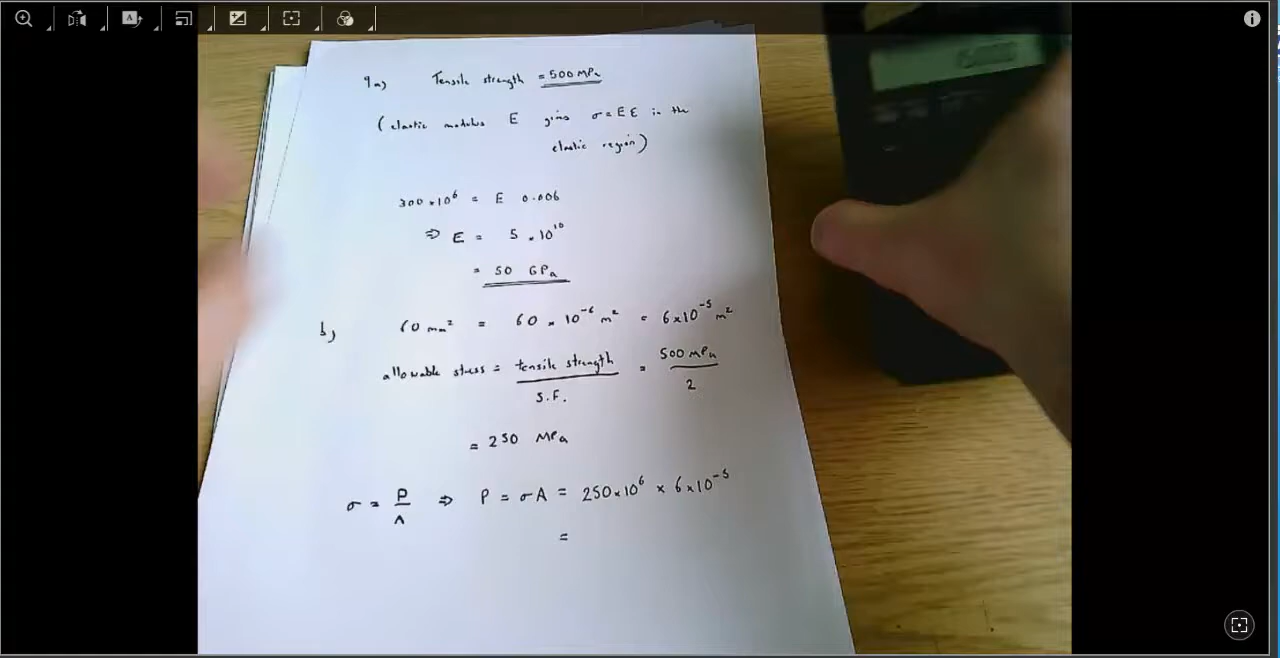 9a) Tensile strength = 500 MPa
(elastic modulus E gives σ = Eε in the
elastic region)
300 × 10⁶ = E 0.006
⇒ E = 5 × 10¹⁰
= 50 GPa
b) 60 mm² = 60 × 10⁻⁶ m² = 6×10⁻⁵ m²
allowable stress = tensile strength / S.F. = 500 MPa / 2
= 250 MPa
σ = P / A ⇒ P = σA = 250×10⁶ × 6×10⁻⁵
=